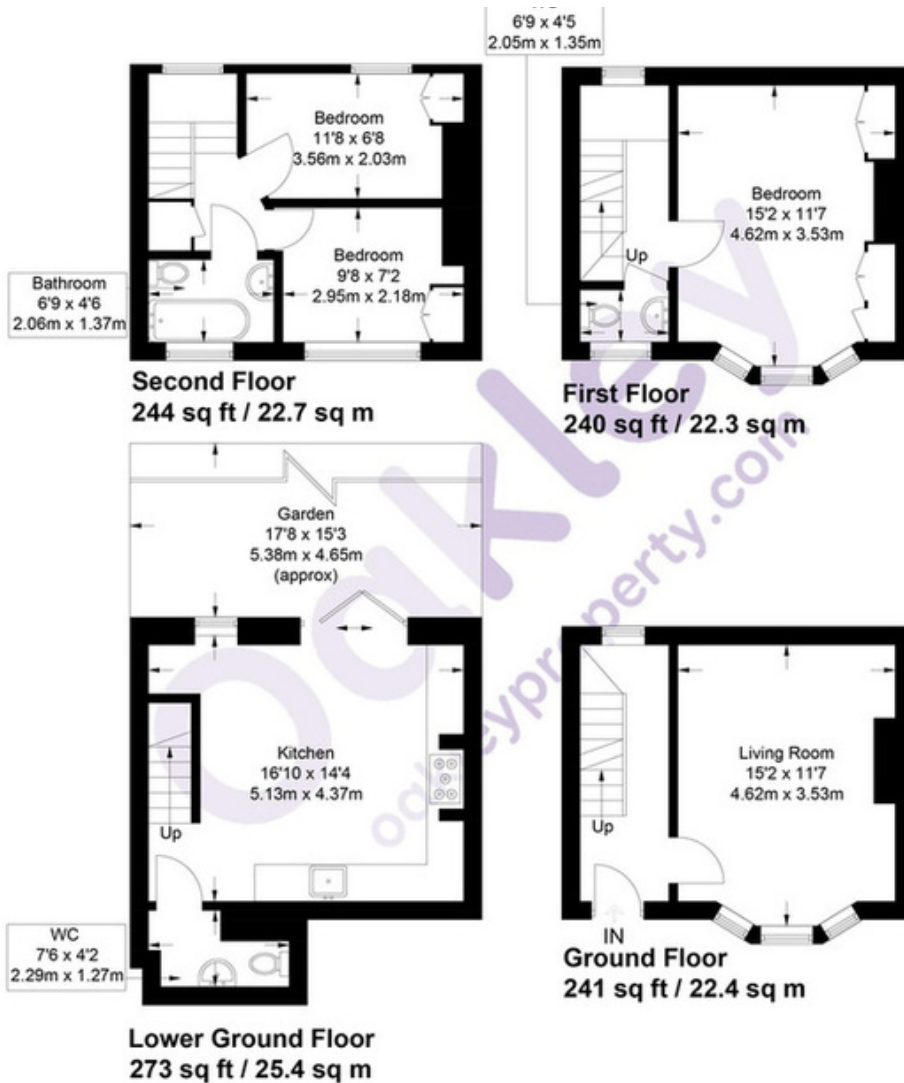 6'9 x 4'5
2.05m x 1.35m
Bedroom
11'8 x 6'8
3.56m x 2.03m
Bedroom
9'8 x 7'2
2.95m x 2.18m
Bathroom
6'9 x 4'6
2.06m x 1.37m
Second Floor
244 sq ft / 22.7 sq m
Bedroom
15'2 x 11'7
4.62m x 3.53m
Up
First Floor
240 sq ft / 22.3 sq m
Garden
17'8 x 15'3
5.38m x 4.65m
(approx)
Kitchen
16'10 x 14'4
5.13m x 4.37m
Up
WC
7'6 x 4'2
2.29m x 1.27m
Lower Ground Floor
273 sq ft / 25.4 sq m
Living Room
15'2 x 11'7
4.62m x 3.53m
Up
IN
Ground Floor
241 sq ft / 22.4 sq m
Oakley
oakleyproperty.com